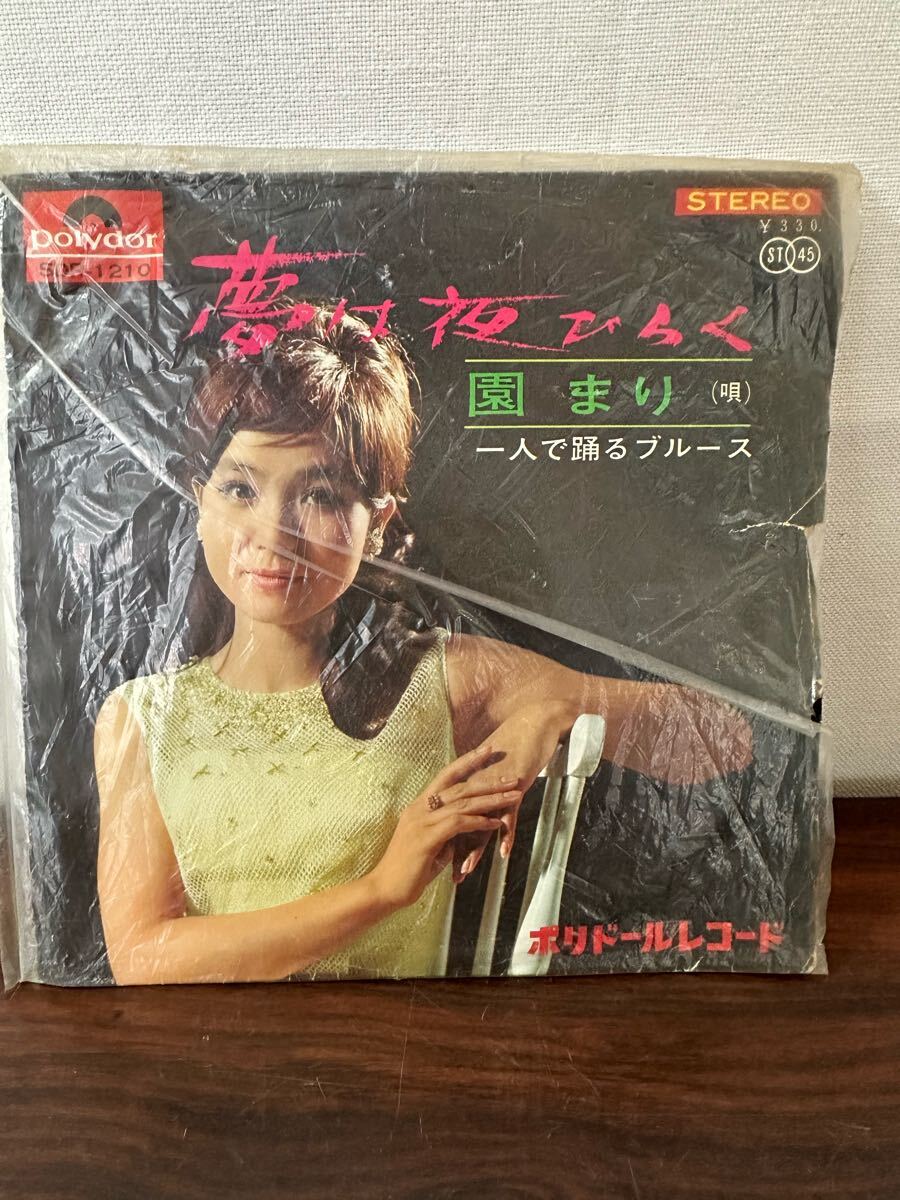 polydor
SDR-1210
STEREO
¥330.
ST 45
夢は夜ひらく
園まり(唄)
一人で踊るブルース
ポリドールレコード